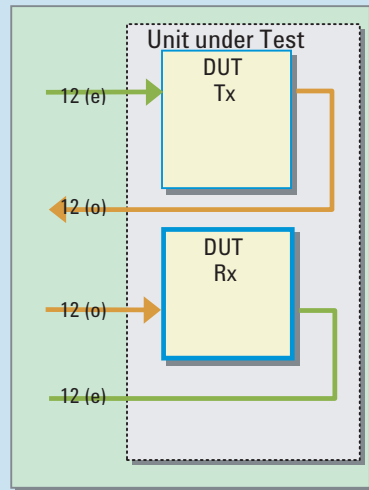 Unit under Test
DUT
Tx
12 (e)
12 (o)
DUT
Rx
12 (o)
12 (e)